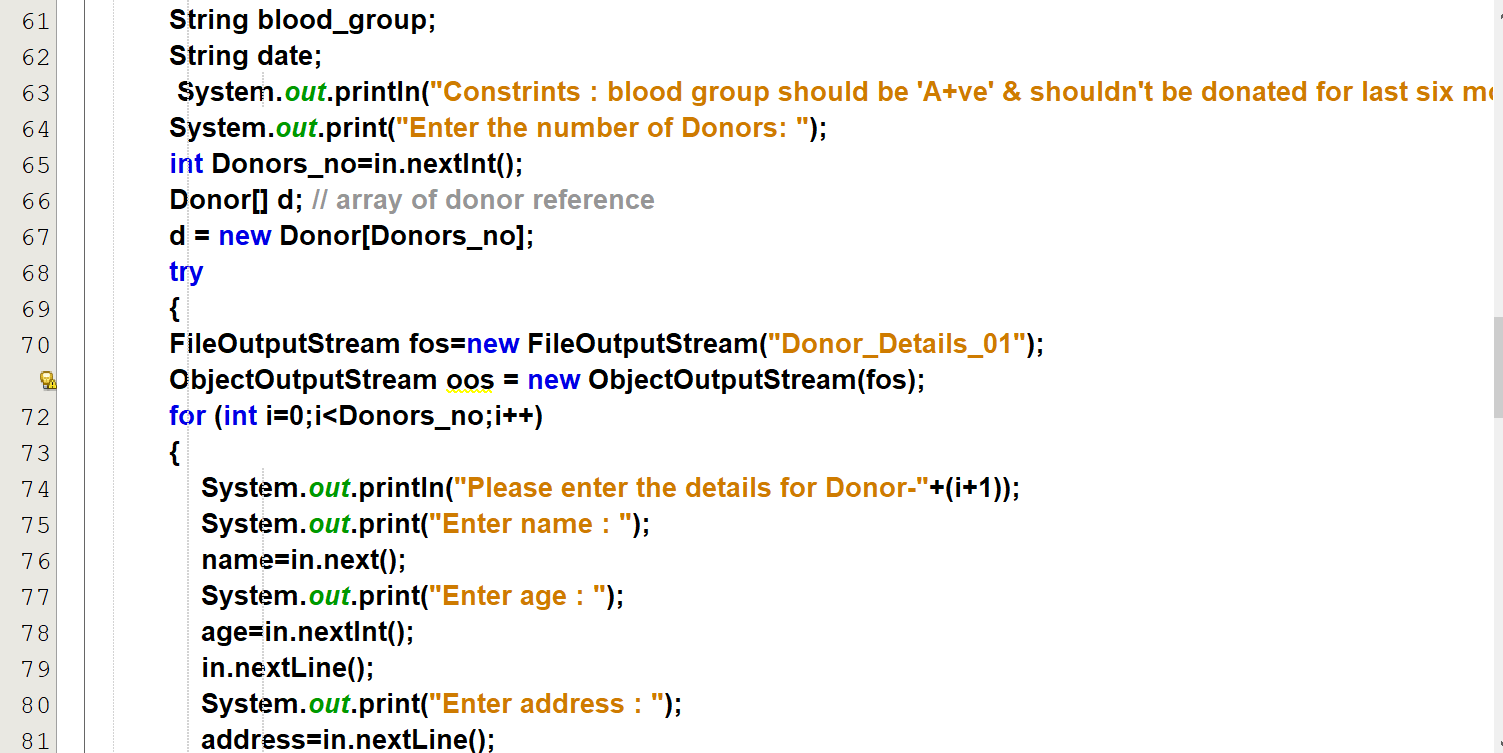 61 String blood_group;
62 String date;
63 System.out.println("Constrints : blood group should be 'A+ve' & shouldn't be donated for last six
64 System.out.print("Enter the number of Donors: ");
65 int Donors_no=in.nextInt();
66 Donor[] d; // array of donor reference
67 d = new Donor[Donors_no];
68 try
69 {
70 FileOutputStream fos=new FileOutputStream("Donor_Details_01");
ObjectOutputStream oos = new ObjectOutputStream(fos);
72 for (int i=0;i<Donors_no;i++)
73 {
74 System.out.println("Please enter the details for Donor-"+(i+1));
75 System.out.print("Enter name : ");
76 name=in.next();
77 System.out.print("Enter age : ");
78 age=in.nextInt();
79 in.nextLine();
80 System.out.print("Enter address : ");
81 address=in.nextLine();